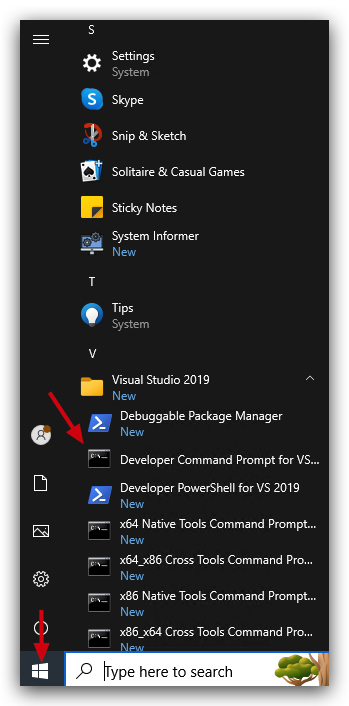 S
Settings
System
Skype
Snip & Sketch
Solitaire & Casual Games
Sticky Notes
System Informer
New
T
Tips
System
V
Visual Studio 2019
New
Debuggable Package Manager
New
Developer Command Prompt for VS...
Developer PowerShell for VS 2019
New
x64 Native Tools Command Prompt...
New
x64_x86 Cross Tools Command Pro...
New
x86 Native Tools Command Prompt...
New
x86_x64 Cross Tools Command Pro...
New
Type here to search